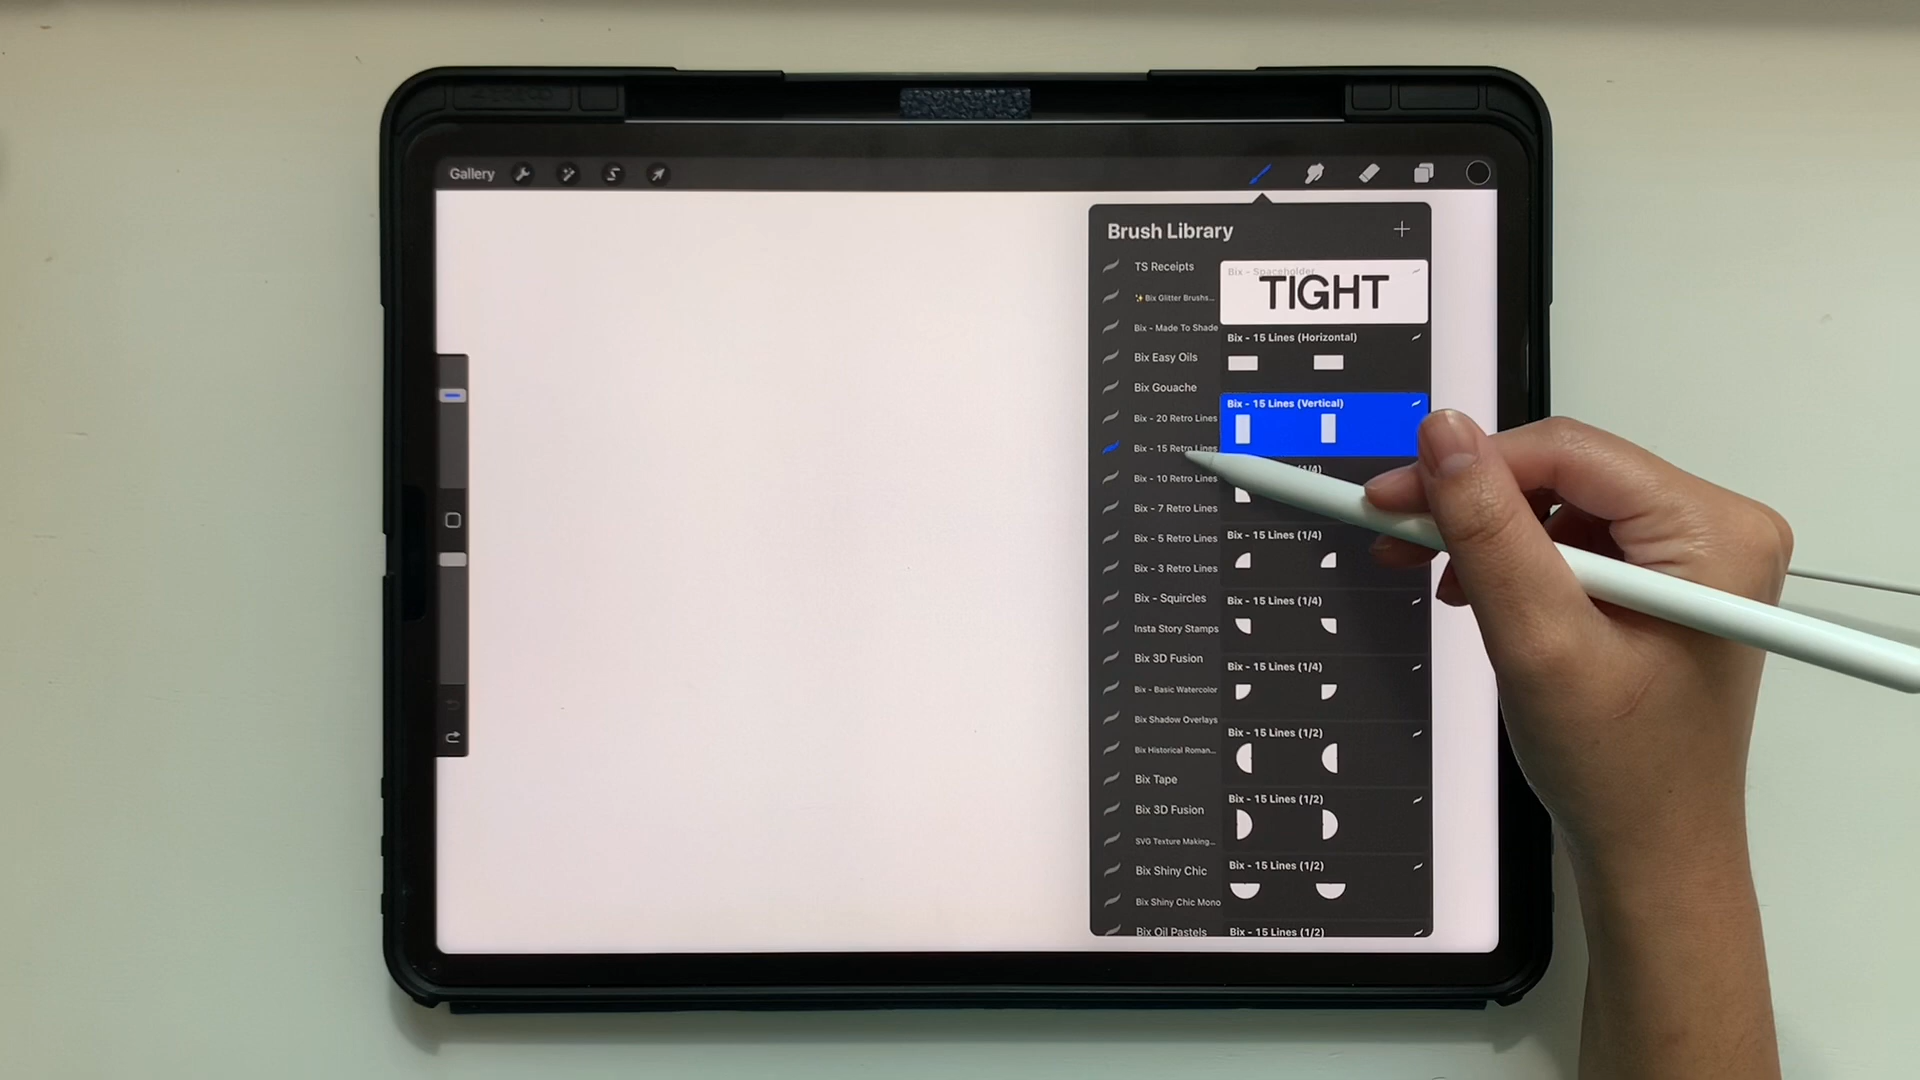 Gallery
Brush Library
TS Receipts
✨Bix Glitter Brushs...
Bix - Made To Shade
Bix Easy Oils
Bix Gouache
Bix - 20 Retro Lines
Bix - 15 Retro Lines
Bix - 10 Retro Lines
Bix - 7 Retro Lines
Bix - 5 Retro Lines
Bix - 3 Retro Lines
Bix - Squircles
Insta Story Stamps
Bix 3D Fusion
Bix - Basic Watercolor
Bix Shadow Overlays
Bix Historical Roman...
Bix Tape
Bix 3D Fusion
SVG Texture Making...
Bix Shiny Chic
Bix Shiny Chic Mono
Bix Oil Pastels
Bix - Spaceholder
TIGHT
Bix - 15 Lines (Horizontal)
Bix - 15 Lines (Vertical)
(1/4)
Bix - 15 Lines (1/4)
Bix - 15 Lines (1/4)
Bix - 15 Lines (1/4)
Bix - 15 Lines (1/2)
Bix - 15 Lines (1/2)
Bix - 15 Lines (1/2)
Bix - 15 Lines (1/2)